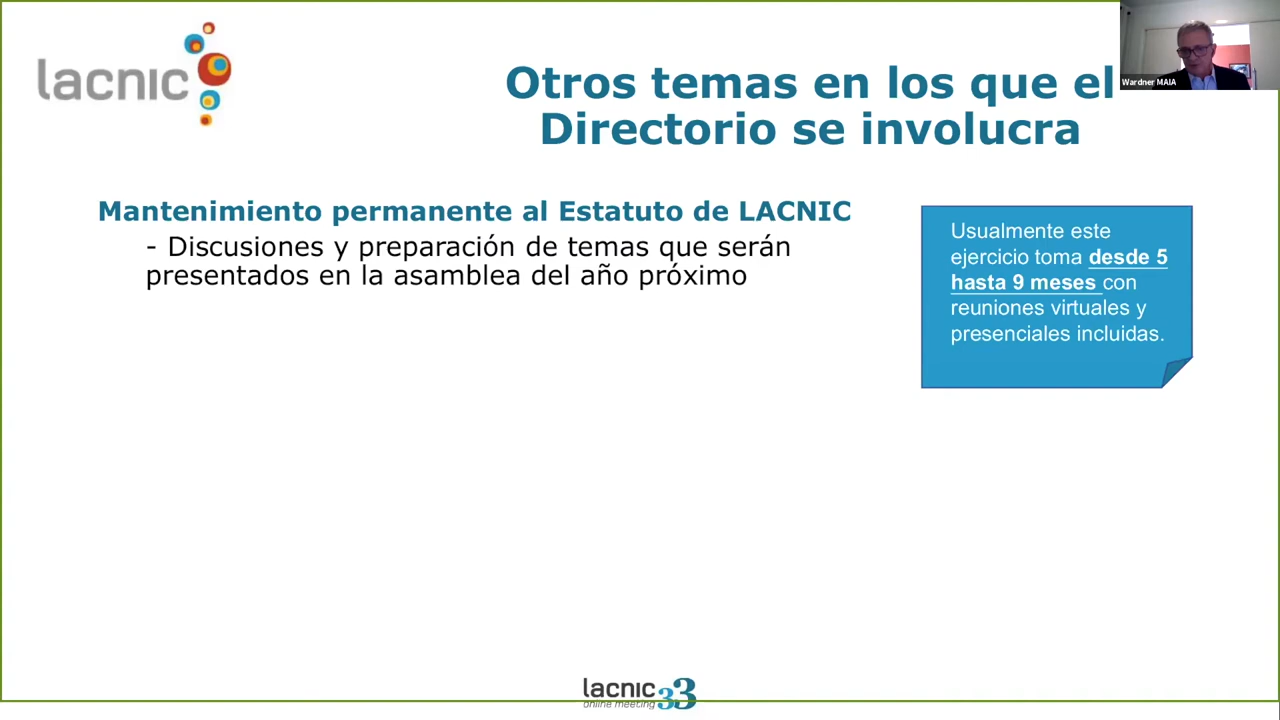 lacnic
Otros temas en los que el
Directorio se involucra
Wardner MAIA
Mantenimiento permanente al Estatuto de LACNIC
- Discusiones y preparación de temas que serán
presentados en la asamblea del año próximo
Usualmente este
ejercicio toma desde 5
hasta 9 meses con
reuniones virtuales y
presenciales incluidas.
lacnic 33
online meeting